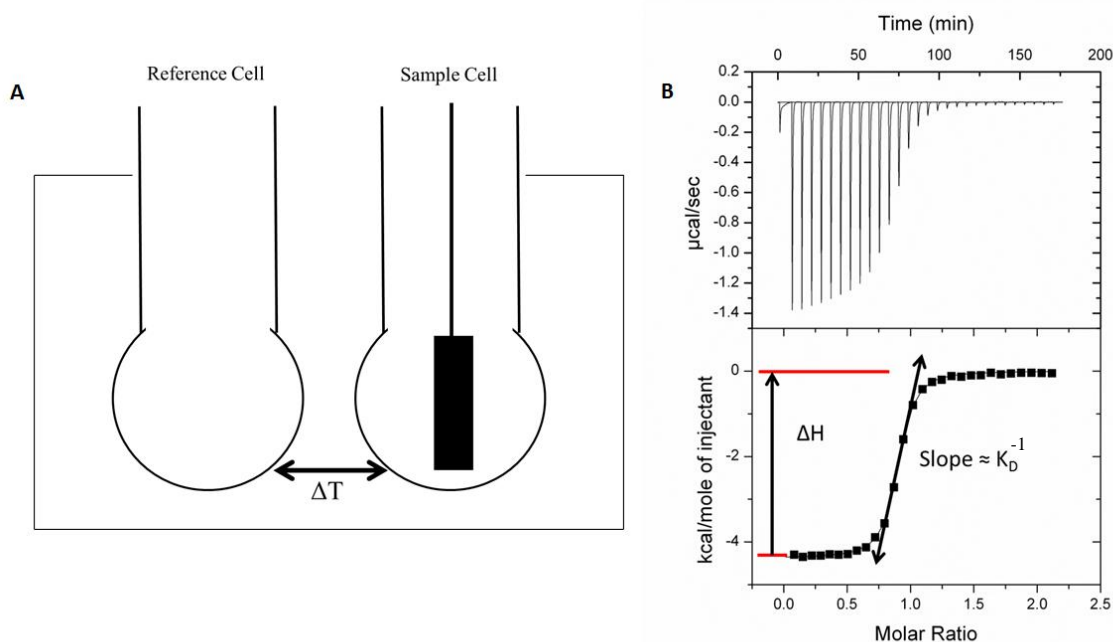 A
Reference Cell
Sample Cell
ΔT
B
Time (min)
0 50 100 150 200
0.2
0.0
-0.2
-0.4
-0.6
-0.8
-1.0
-1.2
-1.4
µcal/sec
0
-2
-4
kcal/mole of injectant
ΔH
Slope ≈ K_D^-1
0.0 0.5 1.0 1.5 2.0 2.5
Molar Ratio